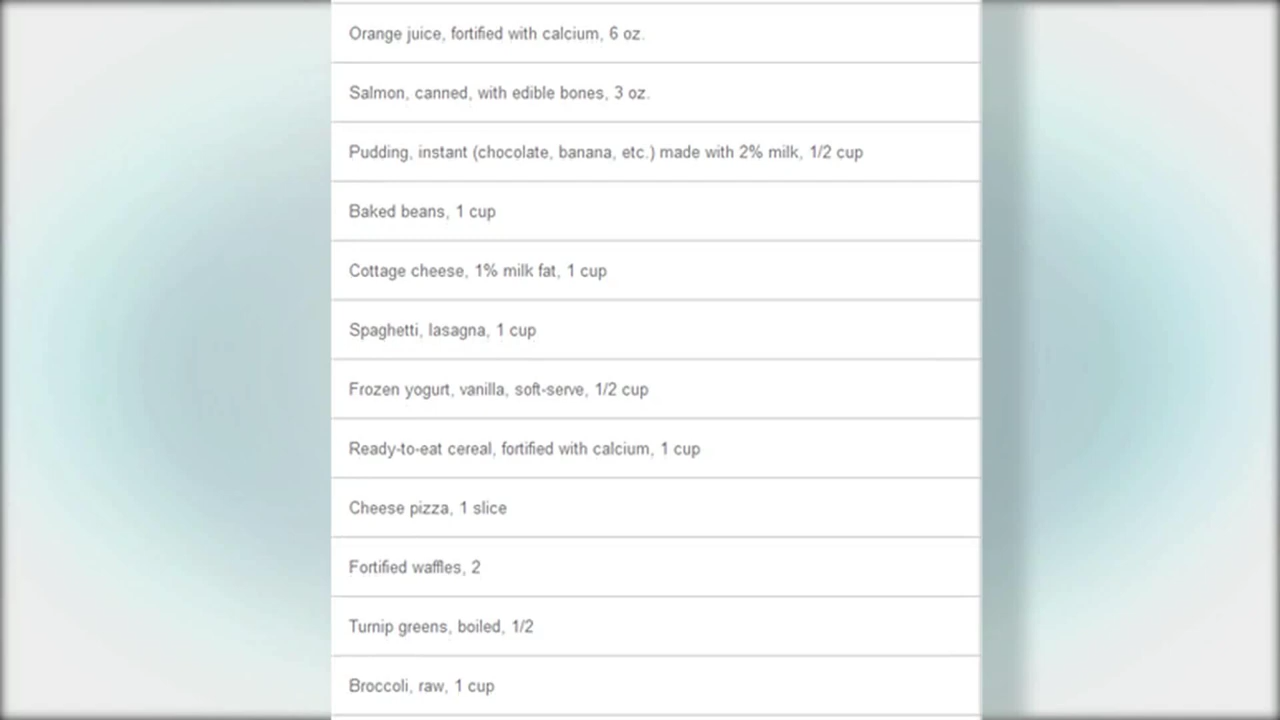 Orange juice, fortified with calcium, 6 oz.
Salmon, canned, with edible bones, 3 oz.
Pudding, instant (chocolate, banana, etc.) made with 2% milk, 1/2 cup
Baked beans, 1 cup
Cottage cheese, 1% milk fat, 1 cup
Spaghetti, lasagna, 1 cup
Frozen yogurt, vanilla, soft-serve, 1/2 cup
Ready-to-eat cereal, fortified with calcium, 1 cup
Cheese pizza, 1 slice
Fortified waffles, 2
Turnip greens, boiled, 1/2
Broccoli, raw, 1 cup